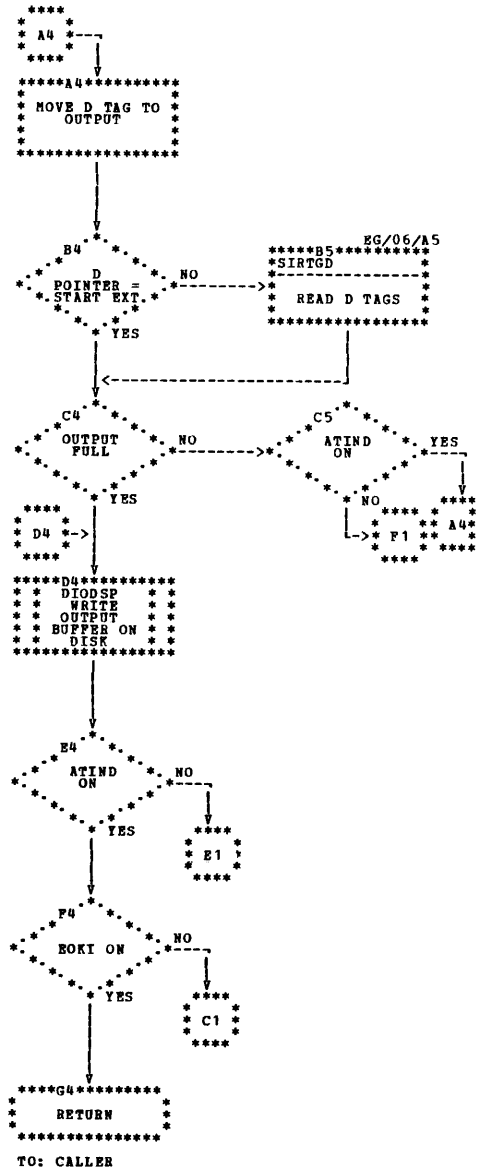 A4
A4
MOVE D TAG TO
OUTPUT
B4
D
POINTER =
START EXT
NO
YES
EG/06/A5
B5
SIRTGD
READ D TAGS
C4
OUTPUT
FULL
NO
YES
C5
ATIND
ON
YES
NO
F1
A4
D4
D4
DIODSP
WRITE
OUTPUT
BUFFER ON
DISK
E4
ATIND
ON
NO
YES
E1
F4
EOKI ON
NO
YES
C1
G4
RETURN
TO: CALLER